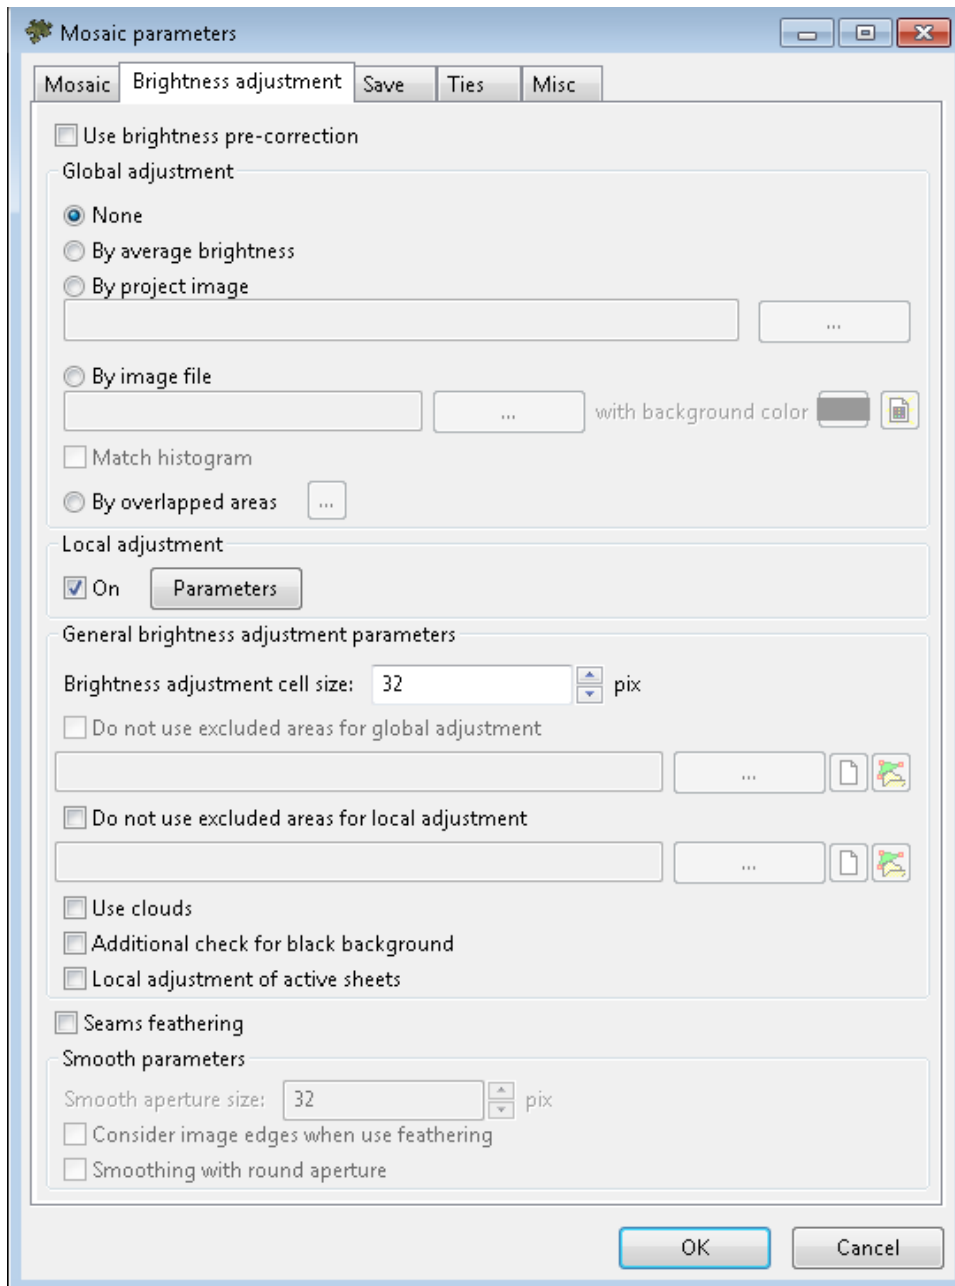 Mosaic parameters
Mosaic Brightness adjustment Save Ties Misc
Use brightness pre-correction
Global adjustment
None
By average brightness
By project image
...
By image file
... with background color
Match histogram
By overlapped areas ...
Local adjustment
On Parameters
General brightness adjustment parameters
Brightness adjustment cell size: 32 pix
Do not use excluded areas for global adjustment
...
Do not use excluded areas for local adjustment
...
Use clouds
Additional check for black background
Local adjustment of active sheets
Seams feathering
Smooth parameters
Smooth aperture size: 32 pix
Consider image edges when use feathering
Smoothing with round aperture
OK Cancel